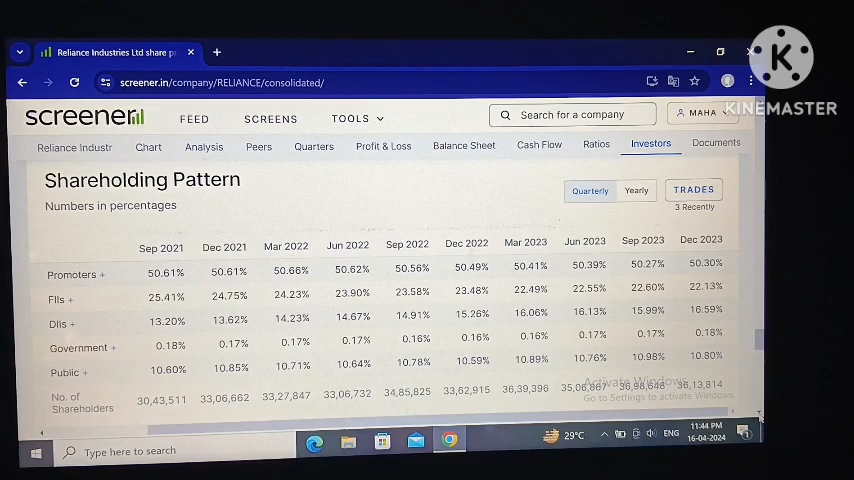 Reliance Industries Ltd share p
screener.in/company/RELIANCE/consolidated/
KINEMASTER
screener FEED SCREENS TOOLS Search for a company MAHA
Reliance Industr Chart Analysis Peers Quarters Profit & Loss Balance Sheet Cash Flow Ratios Investors Documents
Shareholding Pattern
Quarterly Yearly TRADES
Numbers in percentages
3 Recently
Sep 2021 Dec 2021 Mar 2022 Jun 2022 Sep 2022 Dec 2022 Mar 2023 Jun 2023 Sep 2023 Dec 2023
Promoters + 50.61% 50.61% 50.66% 50.62% 50.56% 50.49% 50.41% 50.39% 50.27% 50.30%
FIIs + 25.41% 24.75% 24.23% 23.90% 23.58% 23.48% 22.49% 22.55% 22.60% 22.13%
DIIs + 13.20% 13.62% 14.23% 14.67% 14.91% 15.26% 16.06% 16.13% 15.99% 16.59%
Government + 0.18% 0.17% 0.17% 0.17% 0.16% 0.16% 0.16% 0.17% 0.17% 0.18%
Public + 10.60% 10.85% 10.71% 10.64% 10.78% 10.59% 10.89% 10.76% 10.98% 10.80%
No. of
Shareholders 30,43,511 33,06,662 33,27,847 33,06,732 34,85,825 33,62,915 36,39,396
Activate Windows
Go to Settings to activate Windows.
Type here to search 29°C ENG 11:44 PM
16-04-2024